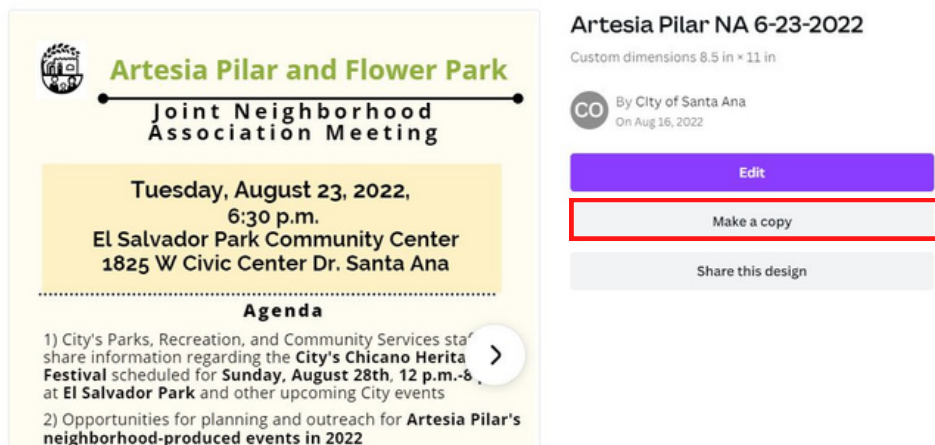 Artesia Pilar and Flower Park
Joint Neighborhood
Association Meeting
Tuesday, August 23, 2022,
6:30 p.m.
El Salvador Park Community Center
1825 W Civic Center Dr. Santa Ana
Agenda
1) City's Parks, Recreation, and Community Services
share information regarding the City's Chicano
Festival scheduled for Sunday, August 28th, 12 p.m.-8
at El Salvador Park and other upcoming City events
2) Opportunities for planning and outreach for Artesia Pilar's
neighborhood-produced events in 2022
Artesia Pilar NA 6-23-2022
Custom dimensions 8.5 in × 11 in
CO
By CIty of Santa Ana
On Aug 16, 2022
Edit
Make a copy
Share this design